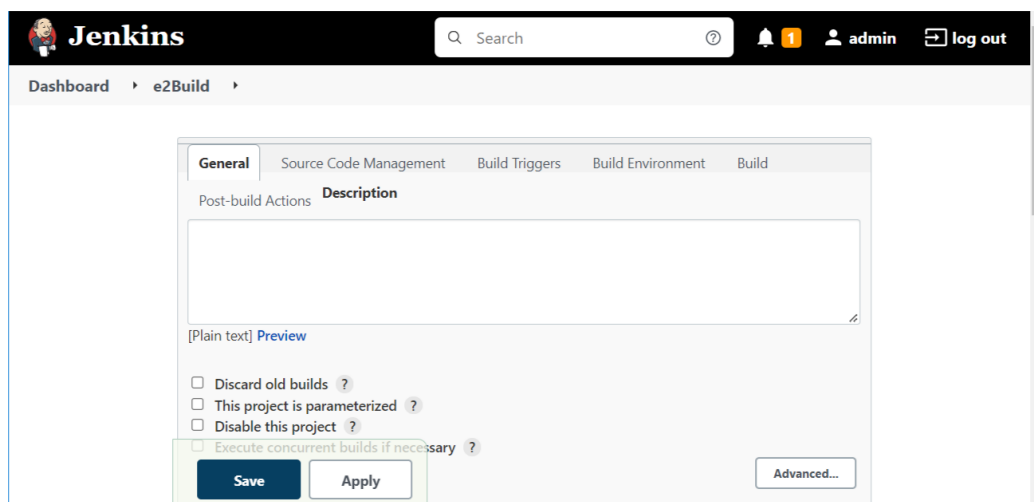 Jenkins Search 1 admin log out
Dashboard e2Build
General Source Code Management Build Triggers Build Environment Build
Post-build Actions Description
[Plain text] Preview
Discard old builds ?
This project is parameterized ?
Disable this project ?
Execute concurrent builds if necessary ?
Save Apply Advanced...